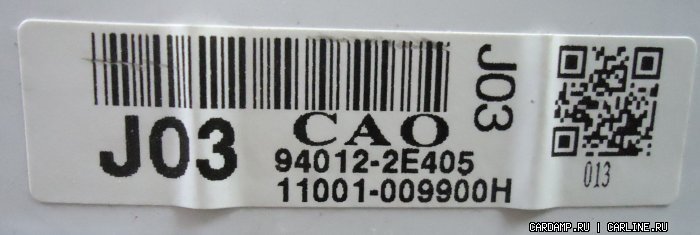 J03
CAO
94012-2E405
11001-009900H
J03
013
CARDAMP.RU | CARLINE.RU